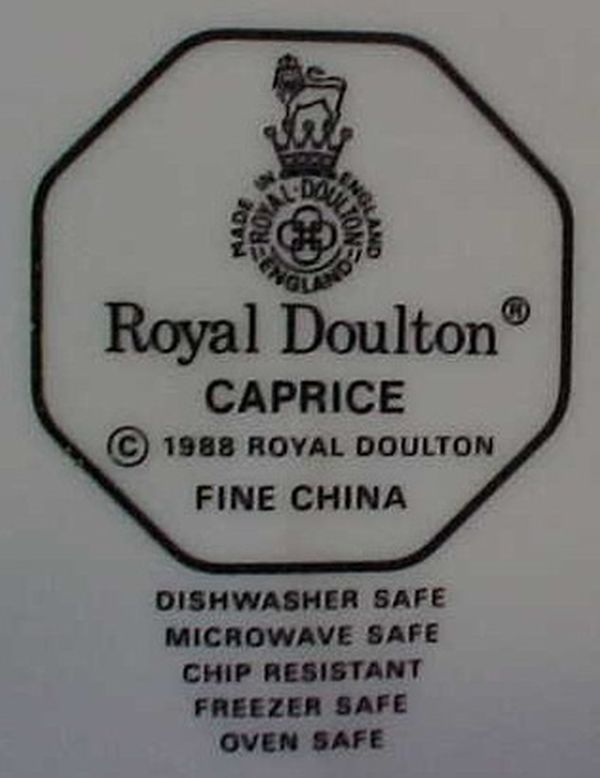 MADE IN ENGLAND
ROYAL·DOULTON
ENGLAND
Royal Doulton®
CAPRICE
© 1988 ROYAL DOULTON
FINE CHINA
DISHWASHER SAFE
MICROWAVE SAFE
CHIP RESISTANT
FREEZER SAFE
OVEN SAFE